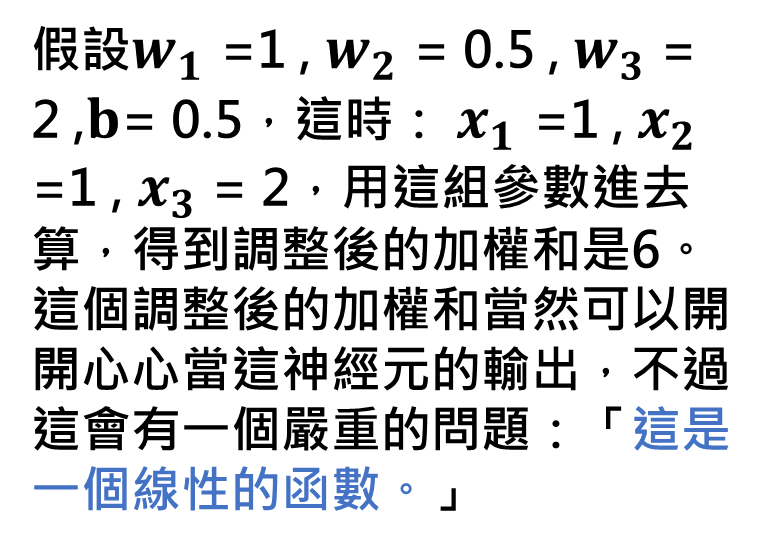 假設w₁ =1 , w₂ = 0.5 , w₃ =
2 ,b= 0.5，這時： x₁ =1 , x₂
=1 , x₃ = 2，用這組參數進去
算，得到調整後的加權和是6。
這個調整後的加權和當然可以開
開心心當這神經元的輸出，不過
這會有一個嚴重的問題：「這是
一個線性的函數。」